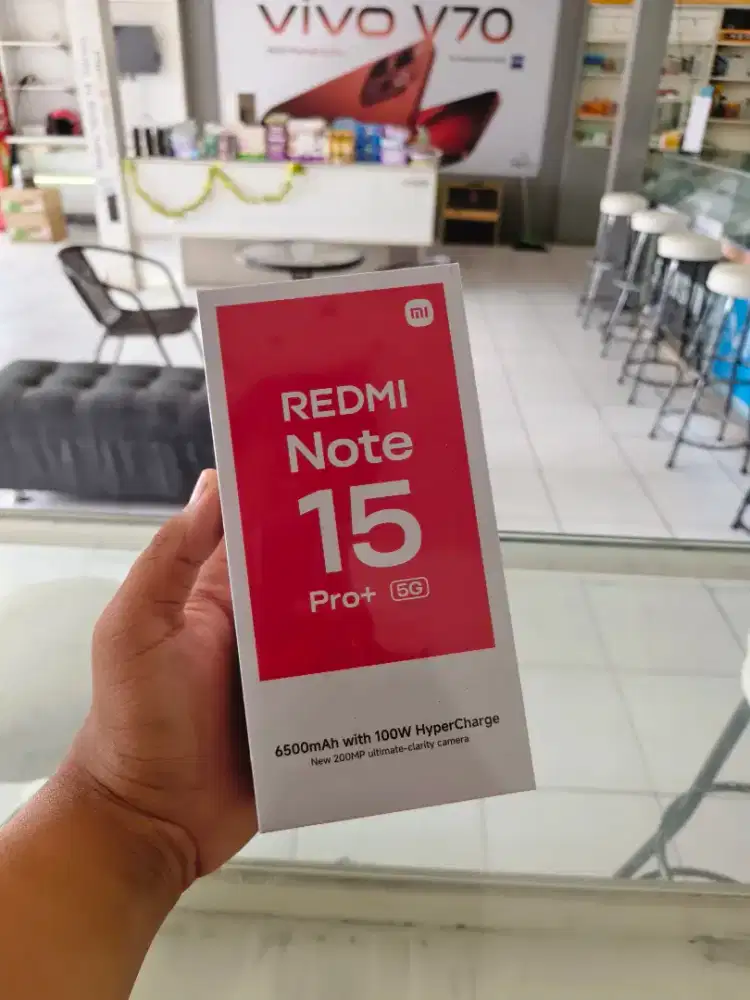 vivo V70
mi
REDMI
Note
15
Pro+ 5G
6500mAh with 100W HyperCharge
New 200MP ultimate-clarity camera